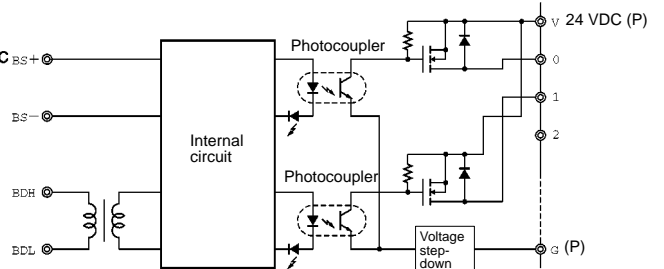 V 24 VDC (P)
Photocoupler
C BS+
0
1
BS−
2
Internal
circuit
Photocoupler
BDH
BDL
Voltage
step-
down
G (P)